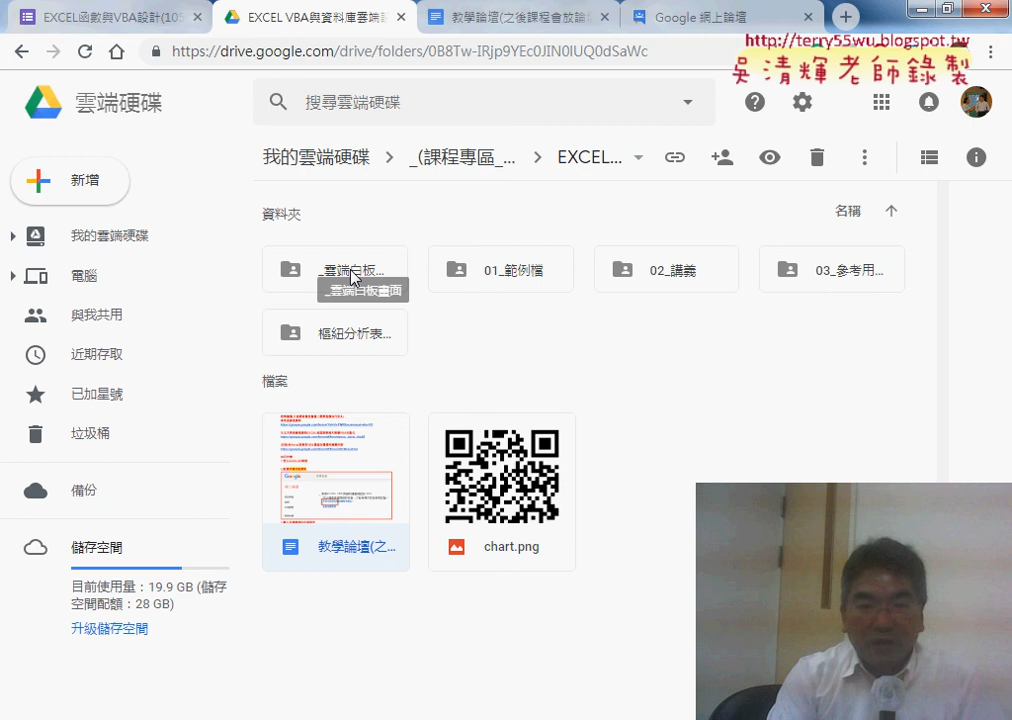 EXCEL函數與VBA設計(105
EXCEL VBA與資料庫雲端設
教學論壇(之後課程會放論
Google 網上論壇
https://drive.google.com/drive/folders/0B8Tw-IRjp9YEc0JIN0lUQ0dSaWc
http://terry55wu.blogspot.tw
吳清輝老師錄製
雲端硬碟
搜尋雲端硬碟
我的雲端硬碟
_(課程專區_...
EXCEL...
新增
我的雲端硬碟
電腦
與我共用
近期存取
已加星號
垃圾桶
備份
儲存空間
目前使用量：19.9 GB (儲存
空間配額：28 GB)
升級儲存空間
資料夾
名稱
_雲端白板...
01_範例檔
02_講義
03_參考用...
_雲端白板畫面
樞紐分析表...
檔案
教學論壇(之...
chart.png